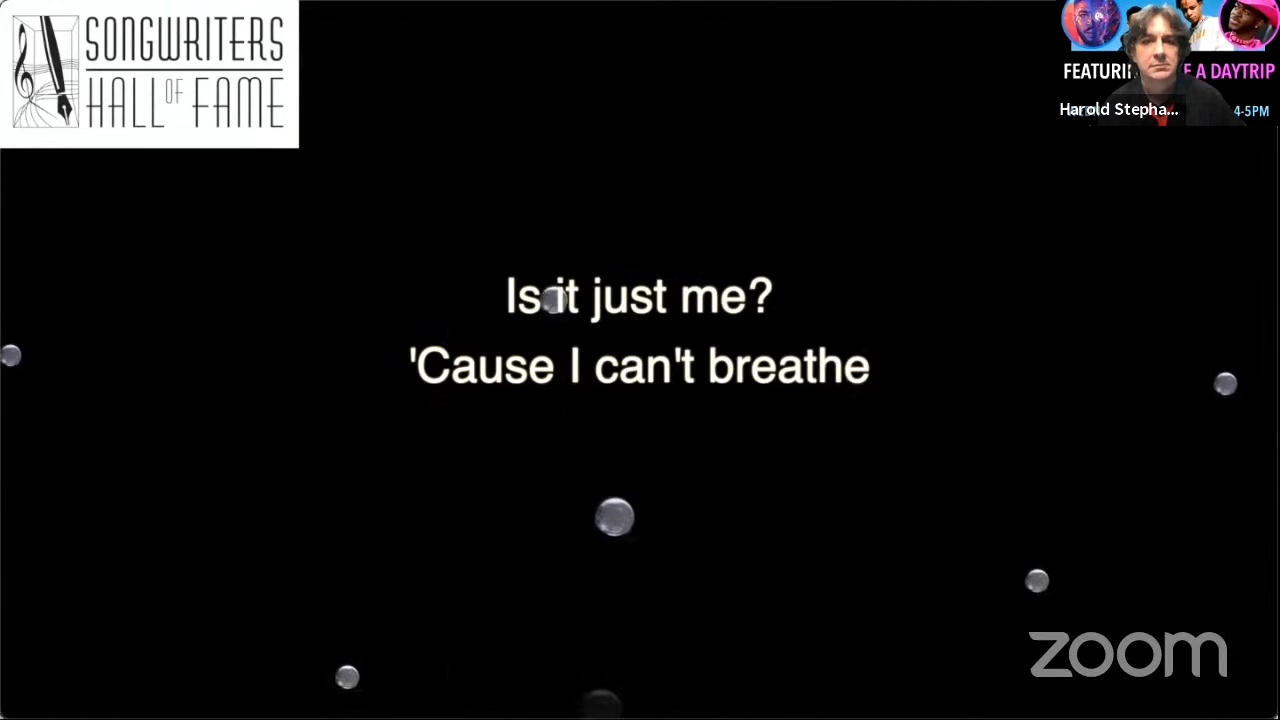 SONGWRITERS
HALL OF FAME
FEATURI
E A DAYTRIP
Harold Stepha...
4-5PM
Is it just me?
'Cause I can't breathe
zoom